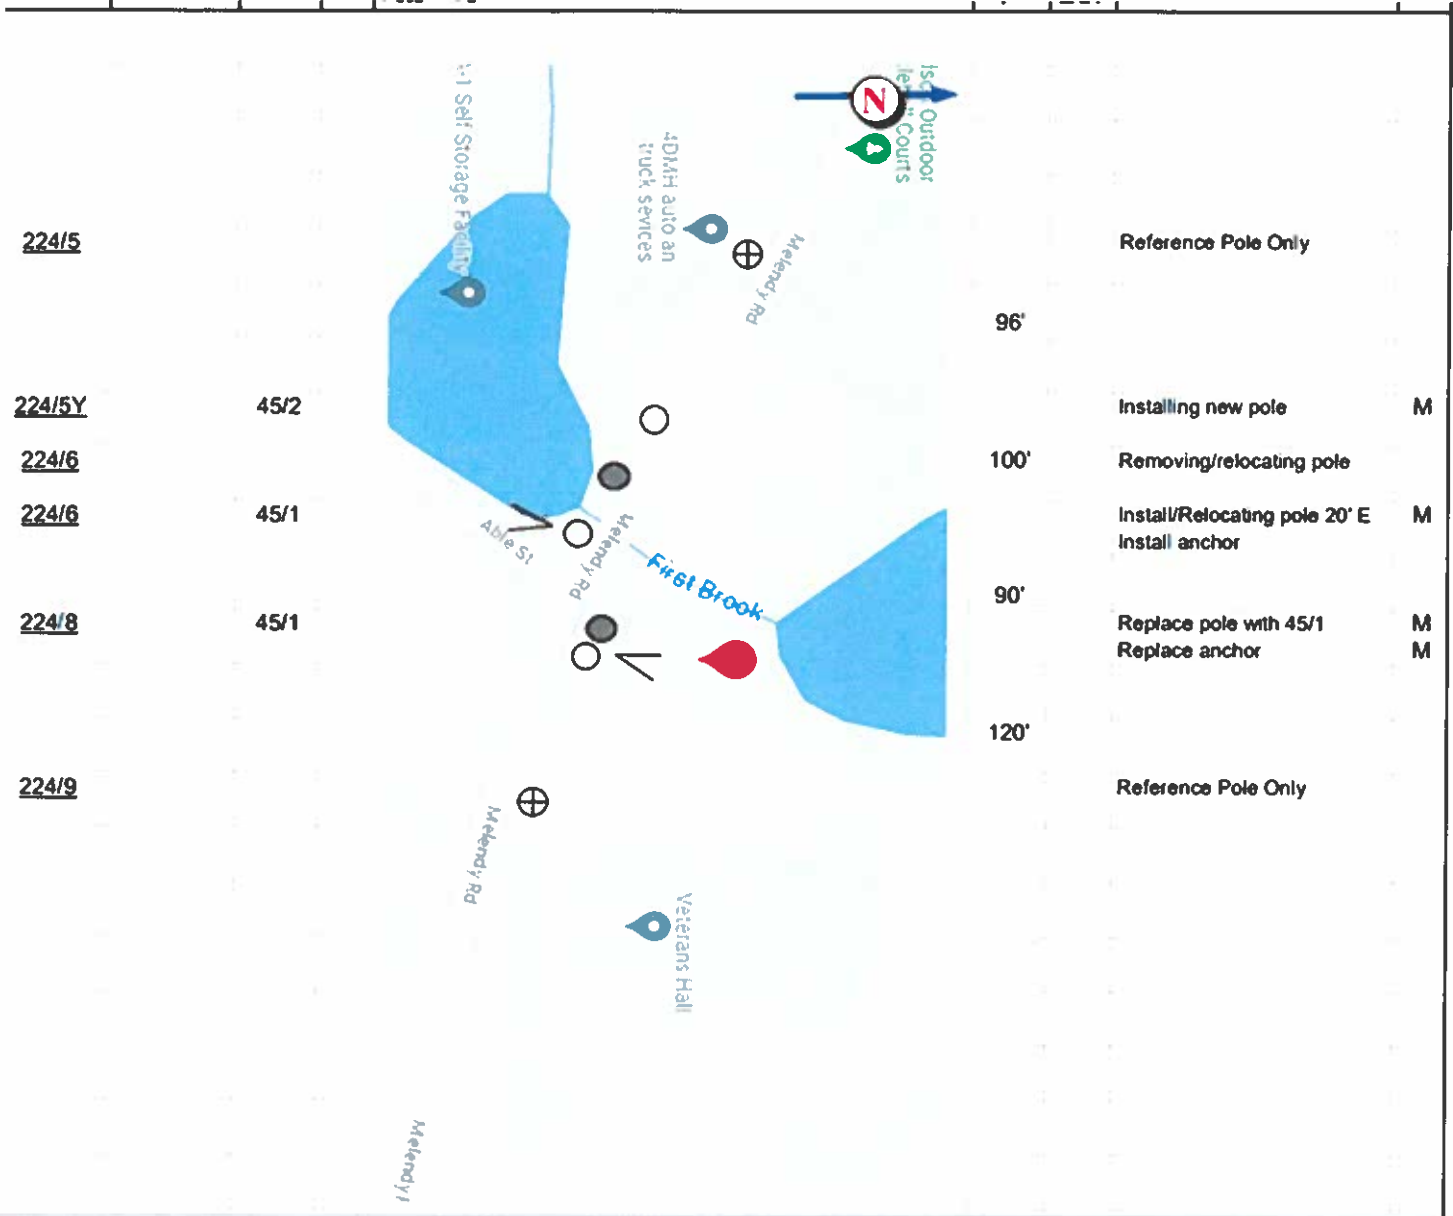 N
Outdoor
Courts
Self Storage Facility
auto an
truck sevices
Melendy Rd
224/5
Reference Pole Only
96'
224/5Y 45/2
Installing new pole M
224/6
100'
Removing/relocating pole
224/6 45/1
Install/Relocating pole 20' E M
Install anchor
Able St
Melendy Rd
First Brook
90'
224/8 45/1
Replace pole with 45/1 M
Replace anchor M
120'
224/9
Reference Pole Only
Melendy Rd
Veterans Hall
Melendy